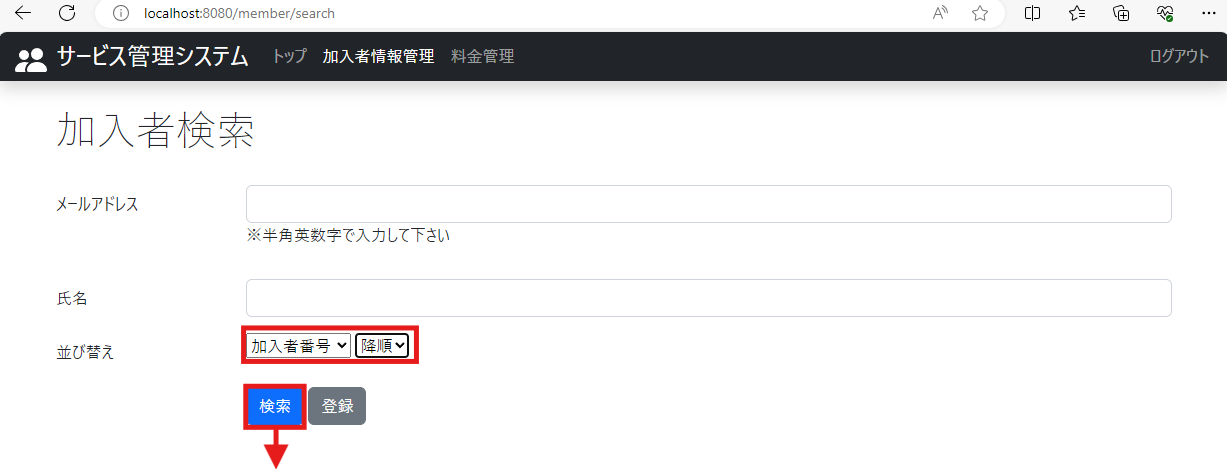 localhost:8080/member/search
サービス管理システム トップ 加入者情報管理 料金管理 ログアウト
加入者検索
メールアドレス
※半角英数字で入力して下さい
氏名
並び替え 加入者番号 降順
検索 登録